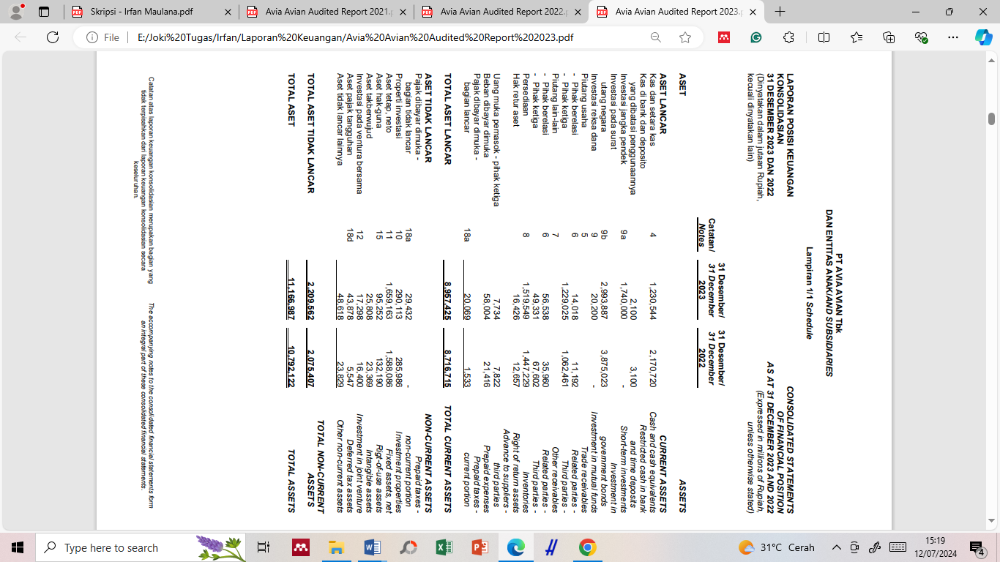 Skripsi - Irfan Maulana.pdf
Avia Avian Audited Report 2021.
Avia Avian Audited Report 2022.
Avia Avian Audited Report 2023.
File
E:/Joki%20Tugas/Irfan/Laporan%20Keuangan/Avia%20Avian%20Audited%20Report%202023.pdf
PT AVIA AVIAN Tbk
DAN ENTITAS ANAK/AND SUBSIDIARIES
Lampiran 1/1 Schedule
LAPORAN POSISI KEUANGAN CONSOLIDATED STATEMENTS
KONSOLIDASIAN OF FINANCIAL POSITION
31 DESEMBER 2023 DAN 2022 AS AT 31 DECEMBER 2023 AND 2022
(Dinyatakan dalam jutaan Rupiah, (Expressed in millions of Rupiah,
kecuali dinyatakan lain) unless otherwise stated)
31 Desember/ 31 Desember/
Catatan/ 31 December 31 December
Notes 2023 2022
ASET ASSETS
ASET LANCAR CURRENT ASSETS
Kas dan setara kas 4 1,230,544 2,170,720 Cash and cash equivalents
Kas di bank dan deposito Restricted cash in bank
yang dibatasi penggunaannya 2,100 3,100 and time deposits
Investasi jangka pendek 9a 1,740,000 - Short-term investments
Investasi pada surat Investment in
utang negara 9b 2,993,887 3,875,023 government bonds
Investasi reksa dana 9 20,200 - Investment in mutual funds
Piutang usaha 5 Trade receivables
- Pihak berelasi 6 14,018 11,192 Related parties -
- Pihak ketiga 1,229,025 1,062,461 Third parties -
Piutang lain-lain 7 Other receivables
- Pihak berelasi 6 56,538 35,960 Related parties -
- Pihak ketiga 49,331 67,602 Third parties -
Persediaan 8 1,519,549 1,447,229 Inventories
Hak retur aset 16,426 12,657 Right of return assets
Advance to suppliers -
Uang muka pemasok - pihak ketiga 7,734 7,822 third parties
Beban dibayar dimuka 58,004 21,416 Prepaid expenses
Pajak dibayar dimuka - Prepaid taxes -
bagian lancar 18a 20,069 1,533 current portion
TOTAL ASET LANCAR 8,957,425 8,716,715 TOTAL CURRENT ASSETS
ASET TIDAK LANCAR NON-CURRENT ASSETS
Pajak dibayar dimuka - Prepaid taxes -
bagian tidak lancar 18a 29,432 - non-current portion
Properti investasi 10 290,113 285,986 Investment properties
Aset tetap, neto 11 1,659,163 1,588,086 Fixed assets, net
Aset hak-guna 15 95,252 132,190 Rigt-of-use assets
Aset takberwujud 25,808 23,369 Intangible assets
Investasi pada ventura bersama 12 17,298 16,400 Investment in joint venture
Aset pajak tangguhan 18d 43,878 5,547 Deferred tax assets
Aset tidak lancar lainnya 48,618 23,829 Other non-current assets
TOTAL NON-CURRENT
TOTAL ASET TIDAK LANCAR 2,209,562 2,075,407 ASSETS
TOTAL ASET 11,166,987 10,792,122 TOTAL ASSETS
Catatan atas laporan keuangan konsolidasian merupakan bagian yang The accompanying notes to the consolidated financial statements form
tidak terpisahkan dari laporan keuangan konsolidasian secara an integral part of these consolidated financial statements.
keseluruhan.
Type here to search
31°C Cerah
15:19
12/07/2024
4